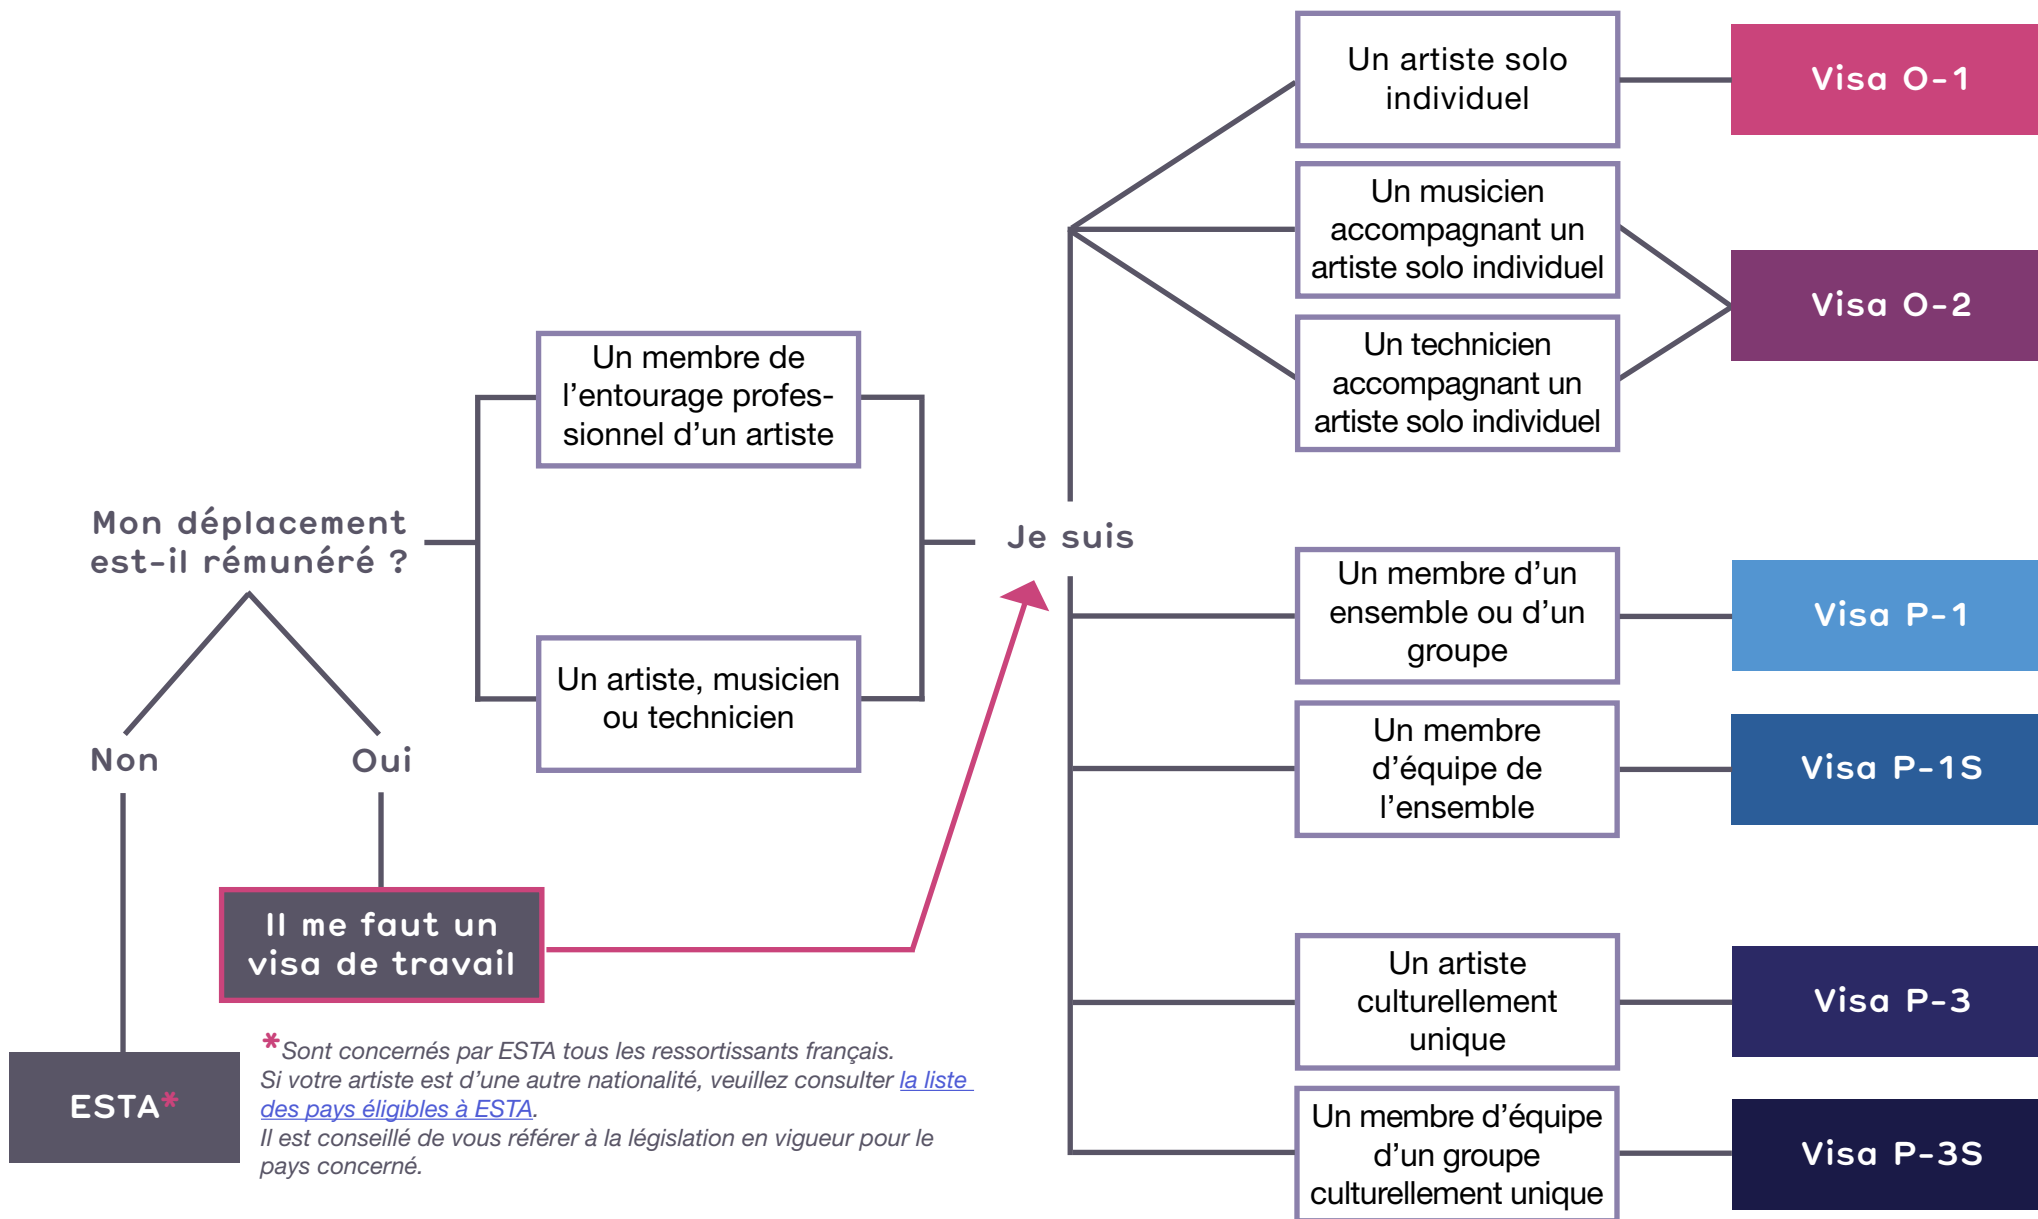 Mon déplacement
est-il rémunéré ?
Non
Oui
ESTA*
Il me faut un
visa de travail
*Sont concernés par ESTA tous les ressortissants français.
Si votre artiste est d’une autre nationalité, veuillez consulter la liste
des pays éligibles à ESTA.
Il est conseillé de vous référer à la législation en vigueur pour le
pays concerné.
Un membre de
l’entourage profes-
sionnel d’un artiste
Un artiste, musicien
ou technicien
Je suis
Un artiste solo
individuel
Visa O-1
Un musicien
accompagnant un
artiste solo individuel
Un technicien
accompagnant un
artiste solo individuel
Visa O-2
Un membre d’un
ensemble ou d’un
groupe
Visa P-1
Un membre
d’équipe de
l’ensemble
Visa P-1S
Un artiste
culturellement
unique
Visa P-3
Un membre d’équipe
d’un groupe
culturellement unique
Visa P-3S